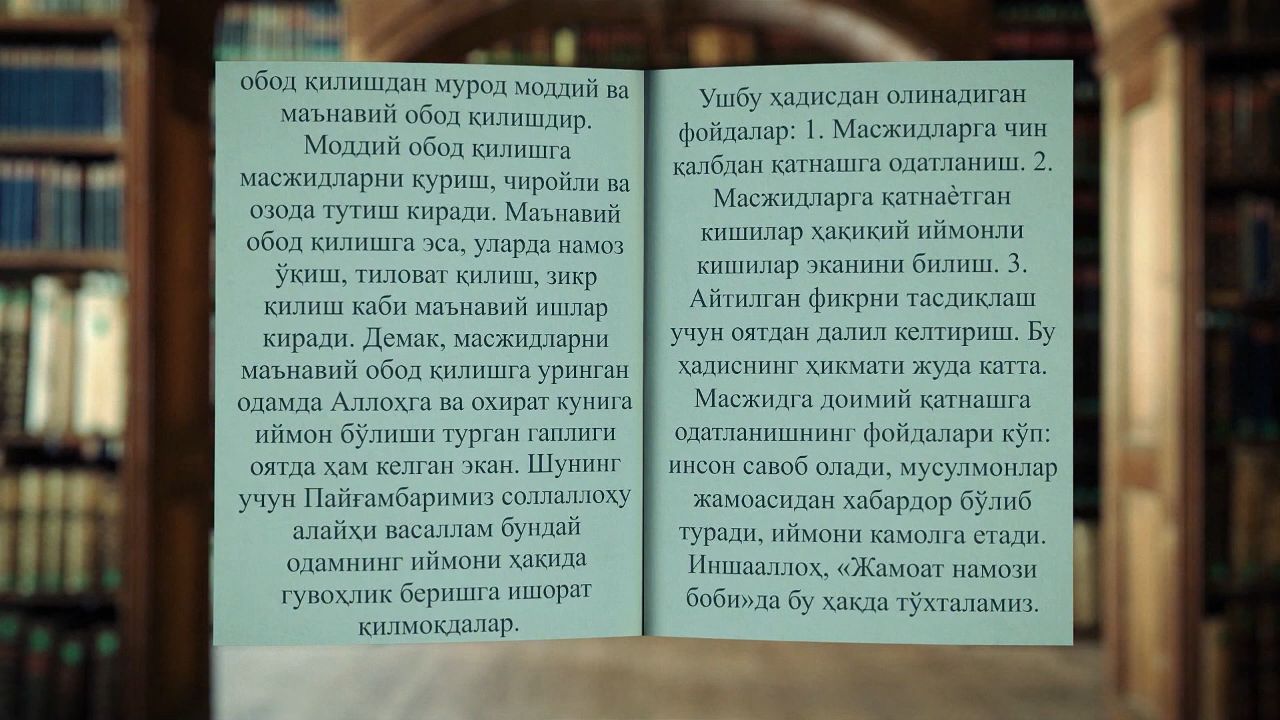 обод қилишдан мурод моддий ва
маънавий обод қилишдир.
Моддий обод қилишга
масжидларни қуриш, чиройли ва
озода тутиш киради. Маънавий
обод қилишга эса, уларда намоз
ўқиш, тиловат қилиш, зикр
қилиш каби маънавий ишлар
киради. Демак, масжидларни
маънавий обод қилишга уринган
одамда Аллоҳга ва охират кунига
иймон бўлиши турган гаплиги
оятда ҳам келган экан. Шунинг
учун Пайғамбаримиз соллаллоҳу
алайҳи васаллам бундай
одамнинг иймони ҳақида
гувоҳлик беришга ишорат
қилмоқдалар.
Ушбу ҳадисдан олинадиган
фойдалар: 1. Масжидларга чин
қалбдан қатнашга одатланиш. 2.
Масжидларга қатнаѐтган
кишилар ҳақиқий иймонли
кишилар эканини билиш. 3.
Айтилган фикрни тасдиқлаш
учун оятдан далил келтириш. Бу
ҳадиснинг ҳикмати жуда катта.
Масжидга доимий қатнашга
одатланишнинг фойдалари кўп:
инсон савоб олади, мусулмонлар
жамоасидан хабардор бўлиб
туради, иймони камолга етади.
Иншааллоҳ, «Жамоат намози
боби»да бу ҳақда тўхталамиз.